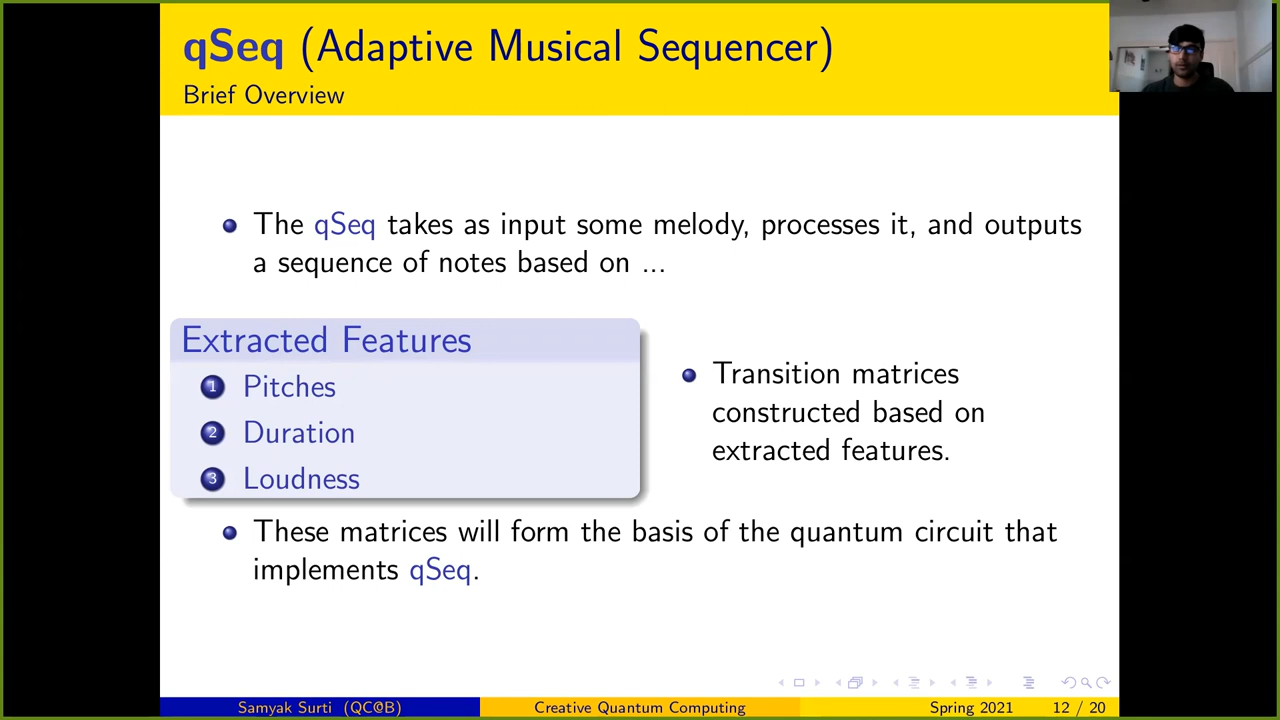 qSeq (Adaptive Musical Sequencer)
Brief Overview
The qSeq takes as input some melody, processes it, and outputs
a sequence of notes based on ...
Extracted Features
1 Pitches
2 Duration
3 Loudness
Transition matrices
constructed based on
extracted features.
These matrices will form the basis of the quantum circuit that
implements qSeq.
Samyak Surti (QC@B) Creative Quantum Computing Spring 2021 12 / 20